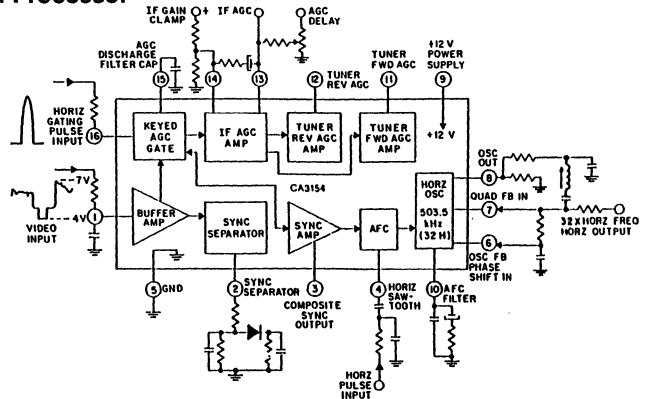 IF GAIN
CLAMP
+
IF AGC
AGC
DELAY
AGC
DISCHARGE
FILTER CAP
TUNER
REV AGC
TUNER
FWD AGC
+12 V
POWER
SUPPLY
15
14
13
12
11
9
HORIZ
GATING
PULSE
INPUT
16
KEYED
AGC
GATE
IF AGC
AMP
TUNER
REV AGC
AMP
TUNER
FWD AGC
AMP
+12 V
CA3154
7V
4V
1
VIDEO
INPUT
BUFFER
AMP
SYNC
SEPARATOR
SYNC
AMP
AFC
HORZ
OSC
503.5
kHz
(32 H)
OSC
OUT
8
QUAD FB IN
7
6
OSC FB
PHASE
SHIFT IN
32 X HORZ FREQ
HORZ OUTPUT
5
GND
2
SYNC
SEPARATOR
3
COMPOSITE
SYNC
OUTPUT
4
HORIZ
SAW-
TOOTH
10
AFC
FILTER
HORZ
PULSE
INPUT